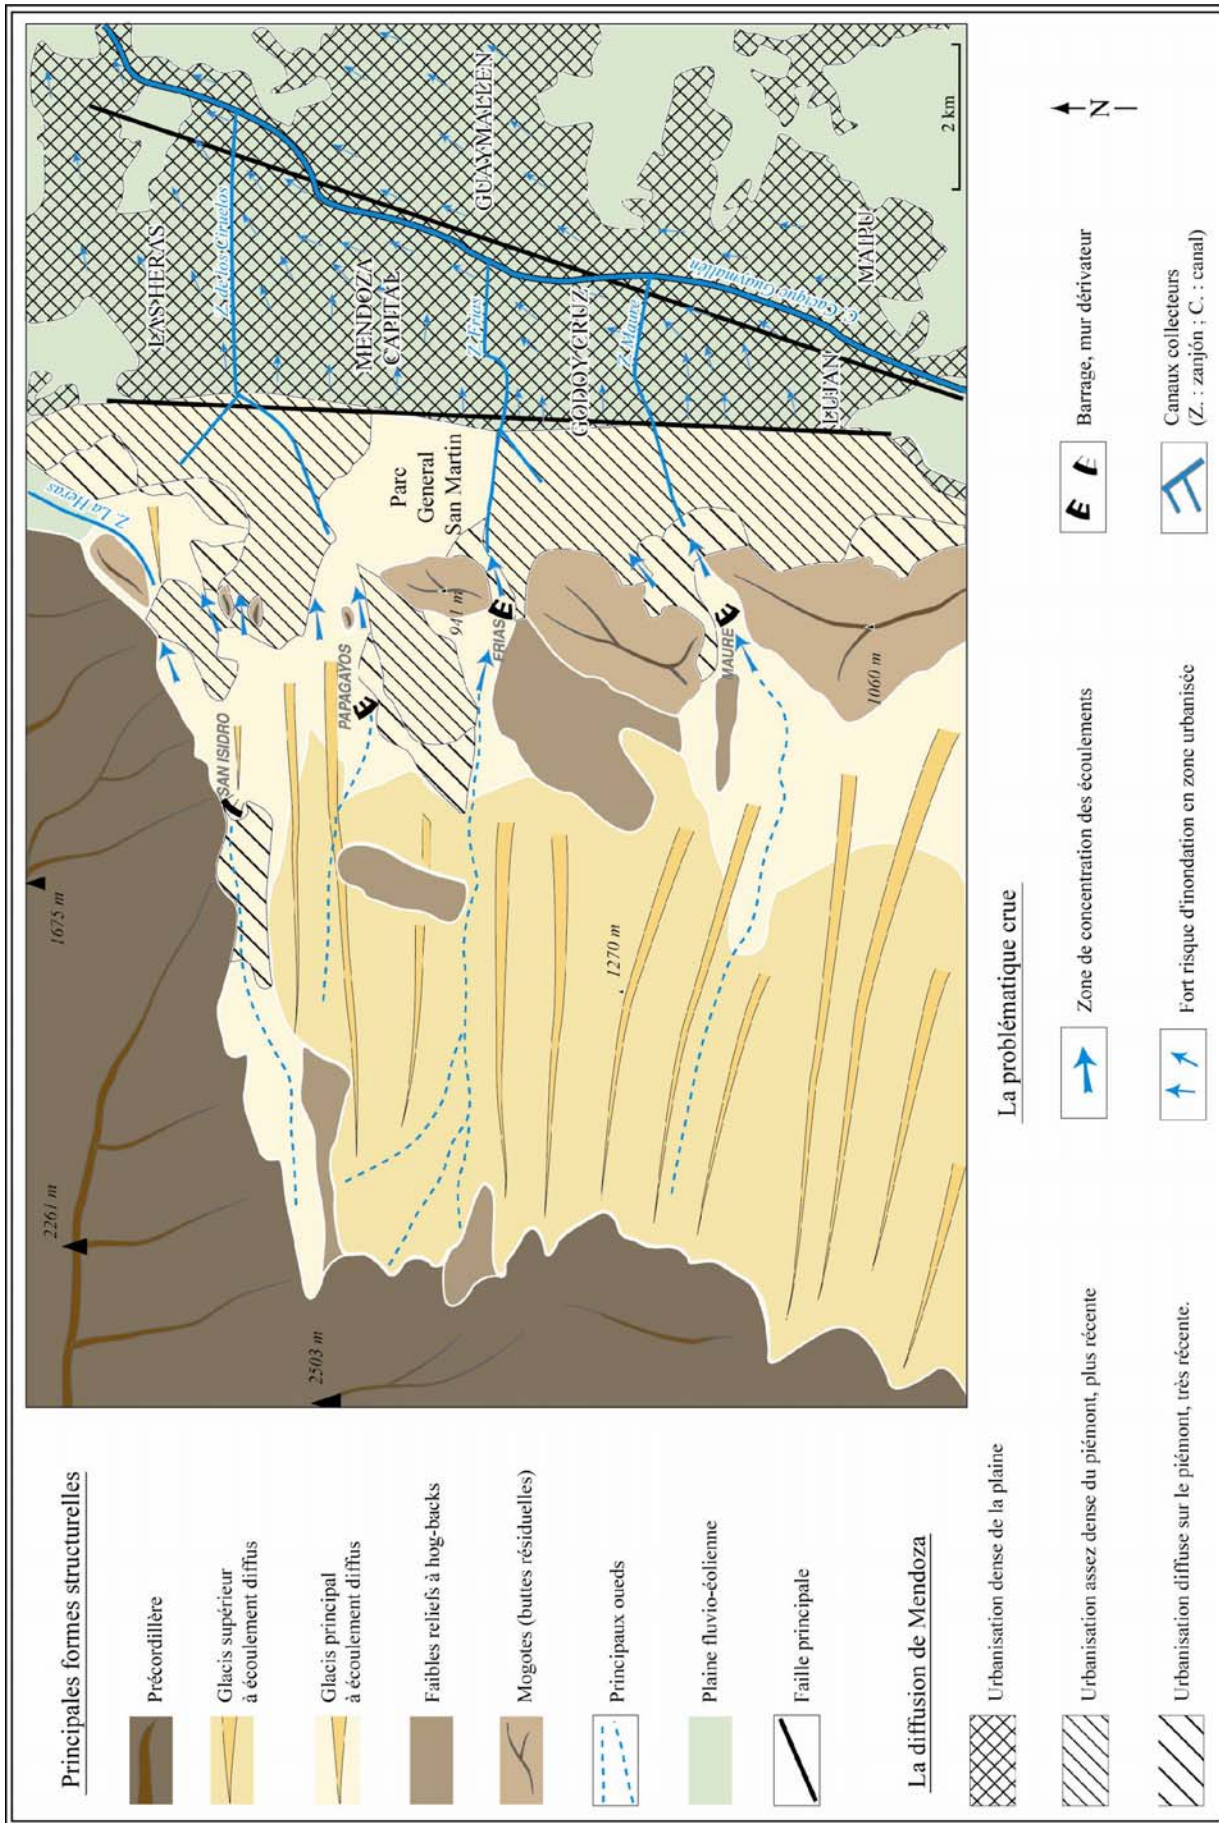 1675 m
2261 m
2503 m
Z. La Heras
LAS HERAS
Z. de los Ciruelos
SAN ISIDRO
PAPAGAYOS
MENDOZA
CAPITAL
Parc
General
San Martin
941 m
GUAYMALLEN
Z. Frias
FRIAS
1270 m
GODOY CRUZ
Z. Maure
MAURE
C. Cacique Guaymallén
1060 m
LUJAN
MAIPU
2 km
Principales formes structurelles
Précordillère
Glacis supérieur
à écoulement diffus
Glacis principal
à écoulement diffus
Faibles reliefs à hog-backs
Mogotes (buttes résiduelles)
Principaux oueds
Plaine fluvio-éolienne
Faille principale
La diffusion de Mendoza
Urbanisation dense de la plaine
Urbanisation assez dense du piémont, plus récente
Urbanisation diffuse sur le piémont, très récente.
La problématique crue
Zone de concentration des écoulements
Fort risque d'inondation en zone urbanisée
Barrage, mur dérivateur
Canaux collecteurs
(Z. : zanjón ; C. : canal)
N